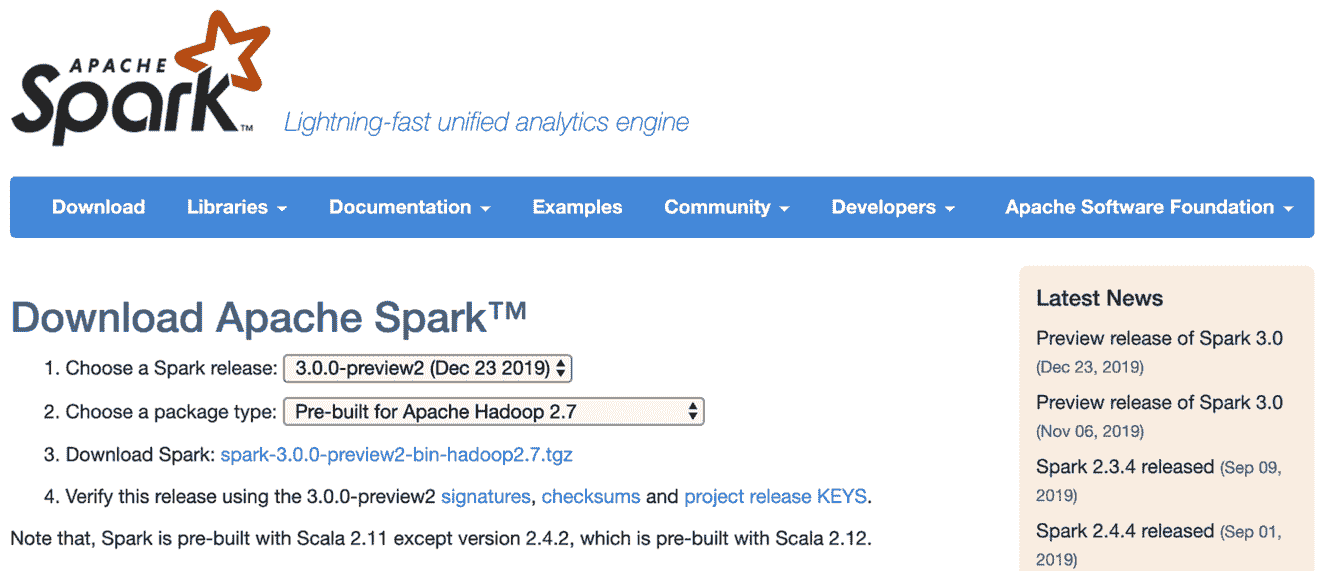 APACHE
Spark™
Lightning-fast unified analytics engine
Download Libraries Documentation Examples Community Developers Apache Software Foundation
Download Apache Spark™
1. Choose a Spark release: 3.0.0-preview2 (Dec 23 2019)
2. Choose a package type: Pre-built for Apache Hadoop 2.7
3. Download Spark: spark-3.0.0-preview2-bin-hadoop2.7.tgz
4. Verify this release using the 3.0.0-preview2 signatures, checksums and project release KEYS.
Note that, Spark is pre-built with Scala 2.11 except version 2.4.2, which is pre-built with Scala 2.12.
Latest News
Preview release of Spark 3.0
(Dec 23, 2019)
Preview release of Spark 3.0
(Nov 06, 2019)
Spark 2.3.4 released (Sep 09,
2019)
Spark 2.4.4 released (Sep 01,
2019)